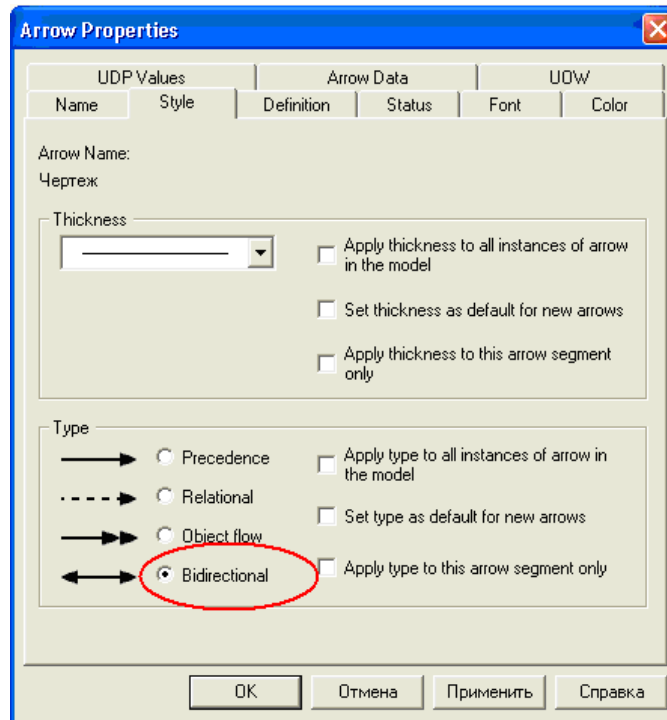 Arrow Properties
UDP Values Arrow Data UOW
Name Style Definition Status Font Color
Arrow Name:
Чертеж
Thickness
Apply thickness to all instances of arrow
in the model
Set thickness as default for new arrows
Apply thickness to this arrow segment
only
Type
Precedence
Relational
Object flow
Bidirectional
Apply type to all instances of arrow in
the model
Set type as default for new arrows
Apply type to this arrow segment only
OK Отмена Применить Справка